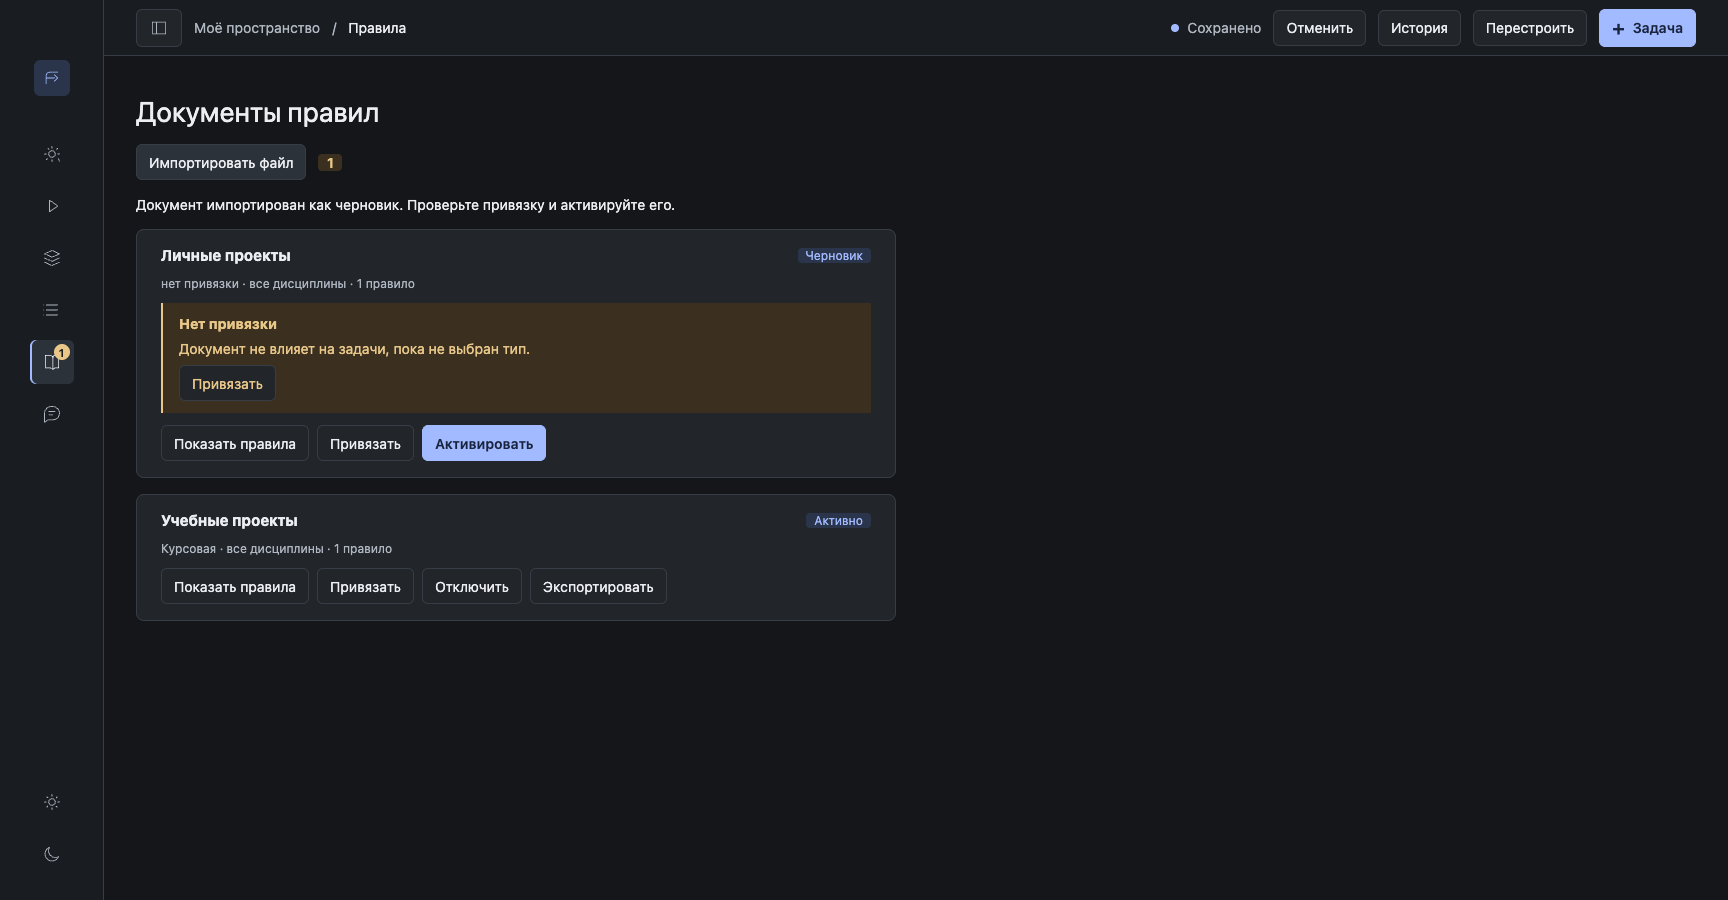 Моё пространство / Правила
Сохранено
Отменить
История
Перестроить
+ Задача
Документы правил
Импортировать файл
1
Документ импортирован как черновик. Проверьте привязку и активируйте его.
Личные проекты
Черновик
нет привязки · все дисциплины · 1 правило
Нет привязки
Документ не влияет на задачи, пока не выбран тип.
Привязать
Показать правила
Привязать
Активировать
Учебные проекты
Активно
Курсовая · все дисциплины · 1 правило
Показать правила
Привязать
Отключить
Экспортировать
1